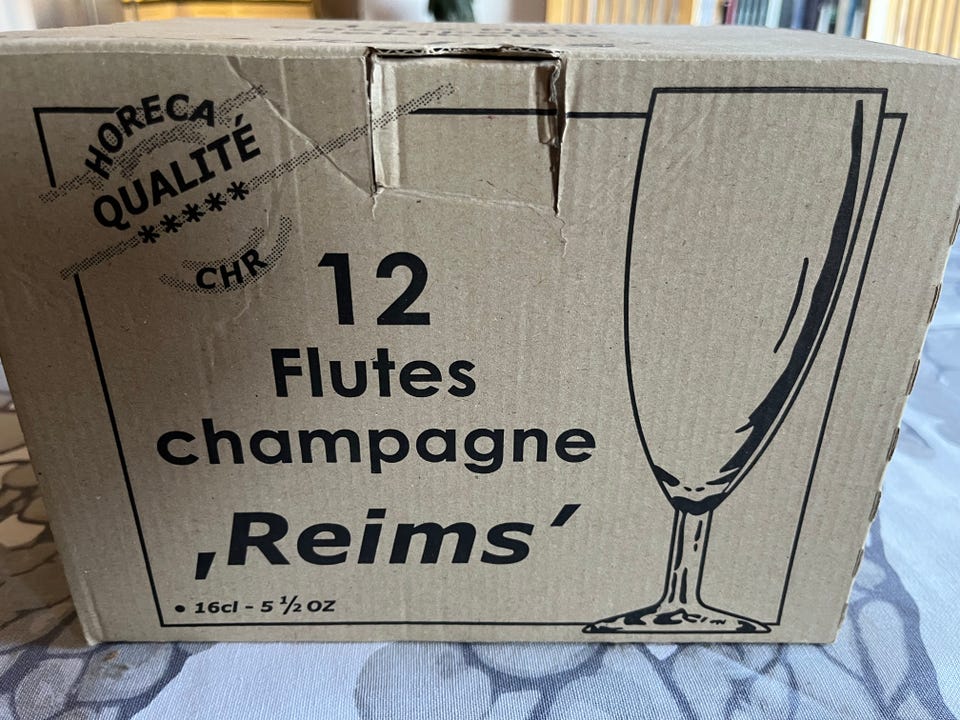 HORECA
QUALITÉ
*****
CHR
12
Flutes
champagne
‚Reims′
• 16cl - 5 ½ OZ